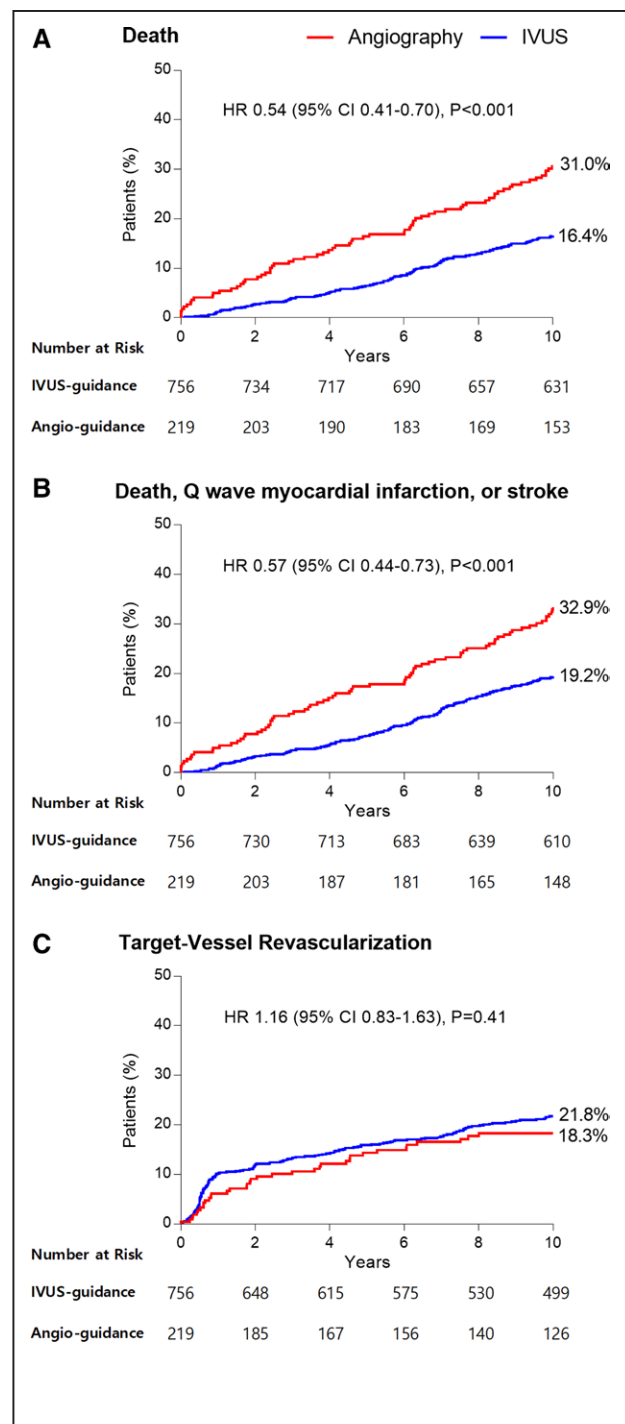 A Death Angiography IVUS
50
40
30
20
10
0
Patients (%)
HR 0.54 (95% CI 0.41-0.70), P<0.001
31.0%
16.4%
0 2 4 6 8 10
Years
Number at Risk
IVUS-guidance 756 734 717 690 657 631
Angio-guidance 219 203 190 183 169 153
B Death, Q wave myocardial infarction, or stroke
50
40
30
20
10
0
Patients (%)
HR 0.57 (95% CI 0.44-0.73), P<0.001
32.9%
19.2%
0 2 4 6 8 10
Years
Number at Risk
IVUS-guidance 756 730 713 683 639 610
Angio-guidance 219 203 187 181 165 148
C Target-Vessel Revascularization
50
40
30
20
10
0
Patients (%)
HR 1.16 (95% CI 0.83-1.63), P=0.41
21.8%
18.3%
0 2 4 6 8 10
Years
Number at Risk
IVUS-guidance 756 648 615 575 530 499
Angio-guidance 219 185 167 156 140 126